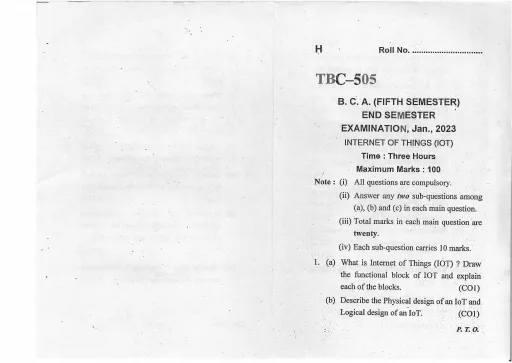 H Roll No. ..............................
TBC–505
B. C. A. (FIFTH SEMESTER)
END SEMESTER
EXAMINATION, Jan., 2023
INTERNET OF THINGS (IOT)
Time : Three Hours
Maximum Marks : 100
Note : (i) All questions are compulsory.
(ii) Answer any two sub-questions among
(a), (b) and (c) in each main question.
(iii) Total marks in each main question are
twenty.
(iv) Each sub-question carries 10 marks.
1. (a) What is Internet of Things (IOT) ? Draw
the functional block of IOT and explain
each of the blocks. (CO1)
(b) Describe the Physical design of an IoT and
Logical design of an IoT. (CO1)
P. T. O.